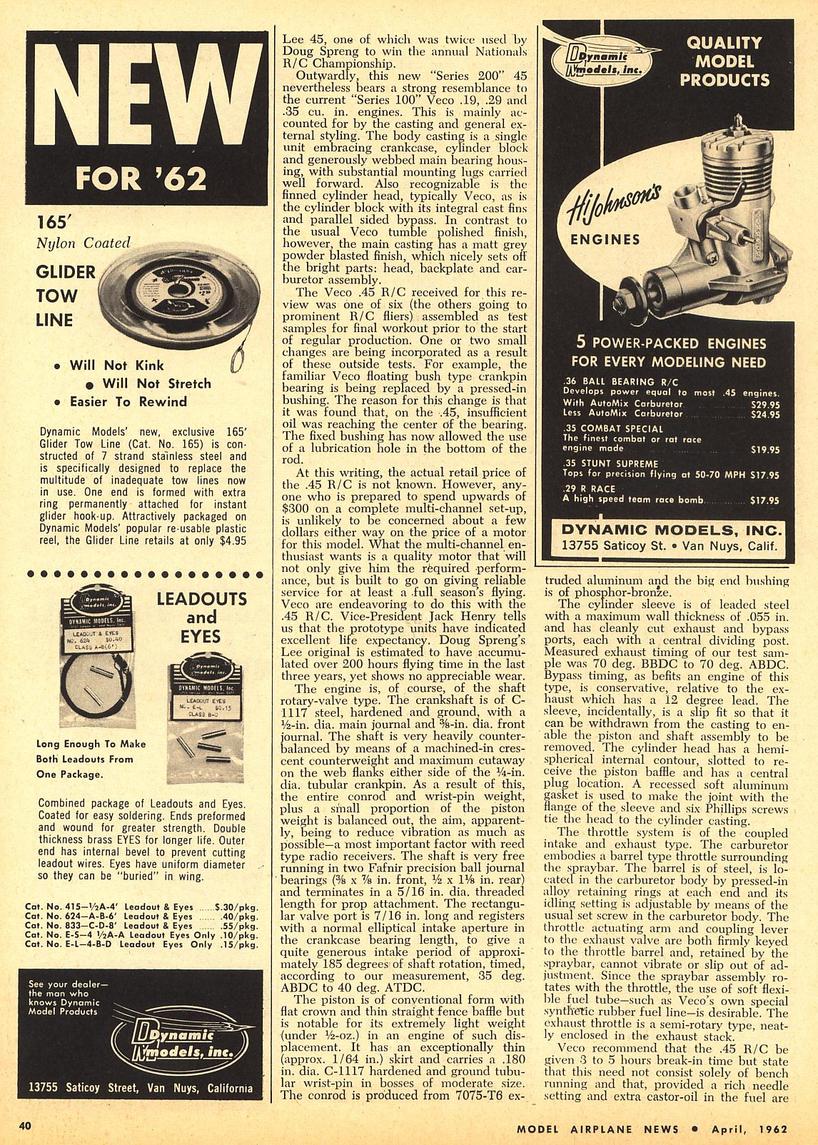 NEW
FOR '62
165'
Nylon Coated
GLIDER
TOW
LINE
• Will Not Kink
• Will Not Stretch
• Easier To Rewind
Dynamic Models' new, exclusive 165'
Glider Tow Line (Cat. No. 165) is con-
structed of 7 strand stainless steel and
is specifically designed to replace the
multitude of inadequate tow lines now
in use. One end is formed with extra
ring permanently attached for instant
glider hook-up. Attractively packaged on
Dynamic Models' popular re-usable plastic
reel, the Glider Line retails at only $4.95
LEADOUTS
and
EYES
Dynamic
models, inc.
DYNAMIC MODELS, INC.
LEADOUT & EYES
NO. 624 $0.40
CLASS A-B(6')
Dynamic
models, inc.
DYNAMIC MODELS, Inc.
LEADOUT EYES
NO. E-L $0.15
CLASS B-D
Long Enough To Make
Both Leadouts From
One Package.
Combined package of Leadouts and Eyes.
Coated for easy soldering. Ends preformed
and wound for greater strength. Double
thickness brass EYES for longer life. Outer
end has internal bevel to prevent cutting
leadout wires. Eyes have uniform diameter
so they can be "buried" in wing.
Cat. No. 415—½A-4' Leadout & Eyes ......$.30/pkg.
Cat. No. 624—A-B-6' Leadout & Eyes ...... .40/pkg.
Cat. No. 833—C-D-8' Leadout & Eyes ...... .55/pkg.
Cat. No. E-S—4 ½A-A Leadout Eyes Only .10/pkg.
Cat. No. E-L—4-B-D Leadout Eyes Only .15/pkg.
See your dealer—
the man who
knows Dynamic
Model Products
Dynamic
models, inc.
13755 Saticoy Street, Van Nuys, California
Lee 45, one of which was twice used by
Doug Spreng to win the annual Nationals
R/C Championship.
Outwardly, this new "Series 200" 45
nevertheless bears a strong resemblance to
the current "Series 100" Veco .19, .29 and
.35 cu. in. engines. This is mainly ac-
counted for by the casting and general ex-
ternal styling. The body casting is a single
unit embracing crankcase, cylinder block
and generously webbed main bearing hous-
ing, with substantial mounting lugs carried
well forward. Also recognizable is the
finned cylinder head, typically Veco, as is
the cylinder block with its integral cast fins
and parallel sided bypass. In contrast to
the usual Veco tumble polished finish,
however, the main casting has a matt grey
powder blasted finish, which nicely sets off
the bright parts: head, backplate and car-
buretor assembly.
The Veco .45 R/C received for this re-
view was one of six (the others going to
prominent R/C fliers) assembled as test
samples for final workout prior to the start
of regular production. One or two small
changes are being incorporated as a result
of these outside tests. For example, the
familiar Veco floating bush type crankpin
bearing is being replaced by a pressed-in
bushing. The reason for this change is that
it was found that, on the .45, insufficient
oil was reaching the center of the bearing.
The fixed bushing has now allowed the use
of a lubrication hole in the bottom of the
rod.
At this writing, the actual retail price of
the .45 R/C is not known. However, any-
one who is prepared to spend upwards of
$300 on a complete multi-channel set-up,
is unlikely to be concerned about a few
dollars either way on the price of a motor
for this model. What the multi-channel en-
thusiast wants is a quality motor that will
not only give him the required perform-
ance, but is built to go on giving reliable
service for at least a full season's flying.
Veco are endeavoring to do this with the
.45 R/C. Vice-President Jack Henry tells
us that the prototype units have indicated
excellent life expectancy. Doug Spreng's
Lee original is estimated to have accumu-
lated over 200 hours flying time in the last
three years, yet shows no appreciable wear.
The engine is, of course, of the shaft
rotary-valve type. The crankshaft is of C-
1117 steel, hardened and ground, with a
½-in. dia. main journal and ⅜-in. dia. front
journal. The shaft is very heavily counter-
balanced by means of a machined-in cres-
cent counterweight and maximum cutaway
on the web flanks either side of the ¼-in.
dia. tubular crankpin. As a result of this,
the entire conrod and wrist-pin weight,
plus a small proportion of the piston
weight is balanced out, the aim, apparent-
ly, being to reduce vibration as much as
possible—a most important factor with reed
type radio receivers. The shaft is very free
running in two Fafnir precision ball journal
bearings (⅜ x ⅞ in. front, ½ x 1⅛ in. rear)
and terminates in a 5/16 in. dia. threaded
length for prop attachment. The rectangu-
lar valve port is 7/16 in. long and registers
with a normal elliptical intake aperture in
the crankcase bearing length, to give a
quite generous intake period of approxi-
mately 185 degrees of shaft rotation, timed,
according to our measurement, 35 deg.
ABDC to 40 deg. ATDC.
The piston is of conventional form with
flat crown and thin straight fence baffle but
is notable for its extremely light weight
(under ½-oz.) in an engine of such dis-
placement. It has an exceptionally thin
(approx. 1/64 in.) skirt and carries a .180
in. dia. C-1117 hardened and ground tubu-
lar wrist-pin in bosses of moderate size.
The conrod is produced from 7075-T6 ex-
Dynamic
models, inc.
QUALITY
MODEL
PRODUCTS
HiJohnson's
ENGINES
5 POWER-PACKED ENGINES
FOR EVERY MODELING NEED
.36 BALL BEARING R/C
Develops power equal to most .45 engines.
With AutoMix Carburetor $29.95
Less AutoMix Carburetor $24.95
.35 COMBAT SPECIAL
The finest combat or rat race
engine made $19.95
.35 STUNT SUPREME
Tops for precision flying at 50-70 MPH $17.95
.29 R RACE
A high speed team race bomb $17.95
DYNAMIC MODELS, INC.
13755 Saticoy St. • Van Nuys, Calif.
truded aluminum and the big end bushing
is of phosphor-bronze.
The cylinder sleeve is of leaded steel
with a maximum wall thickness of .055 in.
and has cleanly cut exhaust and bypass
ports, each with a central dividing post.
Measured exhaust timing of our test sam-
ple was 70 deg. BBDC to 70 deg. ABDC.
Bypass timing, as befits an engine of this
type, is conservative, relative to the ex-
haust which has a 12 degree lead. The
sleeve, incidentally, is a slip fit so that it
can be withdrawn from the casting to en-
able the piston and shaft assembly to be
removed. The cylinder head has a hemi-
spherical internal contour, slotted to re-
ceive the piston baffle and has a central
plug location. A recessed soft aluminum
gasket is used to make the joint with the
flange of the sleeve and six Phillips screws
tie the head to the cylinder casting.
The throttle system is of the coupled
intake and exhaust type. The carburetor
embodies a barrel type throttle surrounding
the spraybar. The barrel is of steel, is lo-
cated in the carburetor body by pressed-in
alloy retaining rings at each end and its
idling setting is adjustable by means of the
usual set screw in the carburetor body. The
throttle actuating arm and coupling lever
to the exhaust valve are both firmly keyed
to the throttle barrel and, retained by the
spraybar, cannot vibrate or slip out of ad-
justment. Since the spraybar assembly ro-
tates with the throttle, the use of soft flexi-
ble fuel tube—such as Veco's own special
synthetic rubber fuel line—is desirable. The
exhaust throttle is a semi-rotary type, neat-
ly enclosed in the exhaust stack.
Veco recommend that the .45 R/C be
given 3 to 5 hours break-in time but state
that this need not consist solely of bench
running and that, provided a rich needle
setting and extra castor-oil in the fuel are
40
MODEL AIRPLANE NEWS • April, 1962